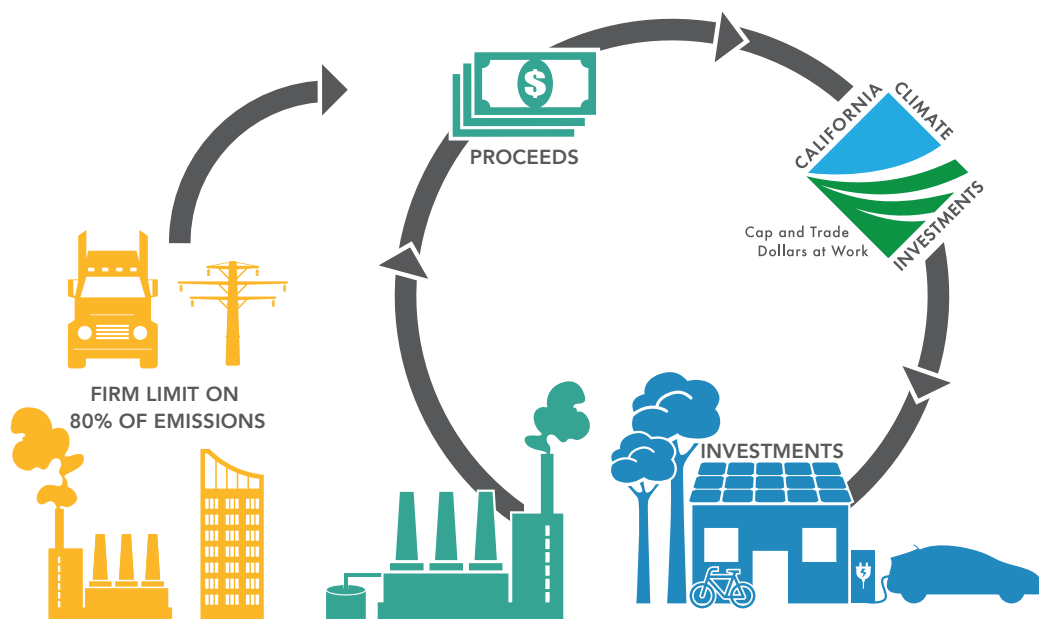 $
PROCEEDS
CALIFORNIA
CLIMATE
INVESTMENTS
Cap and Trade
Dollars at Work
FIRM LIMIT ON
80% OF EMISSIONS
INVESTMENTS